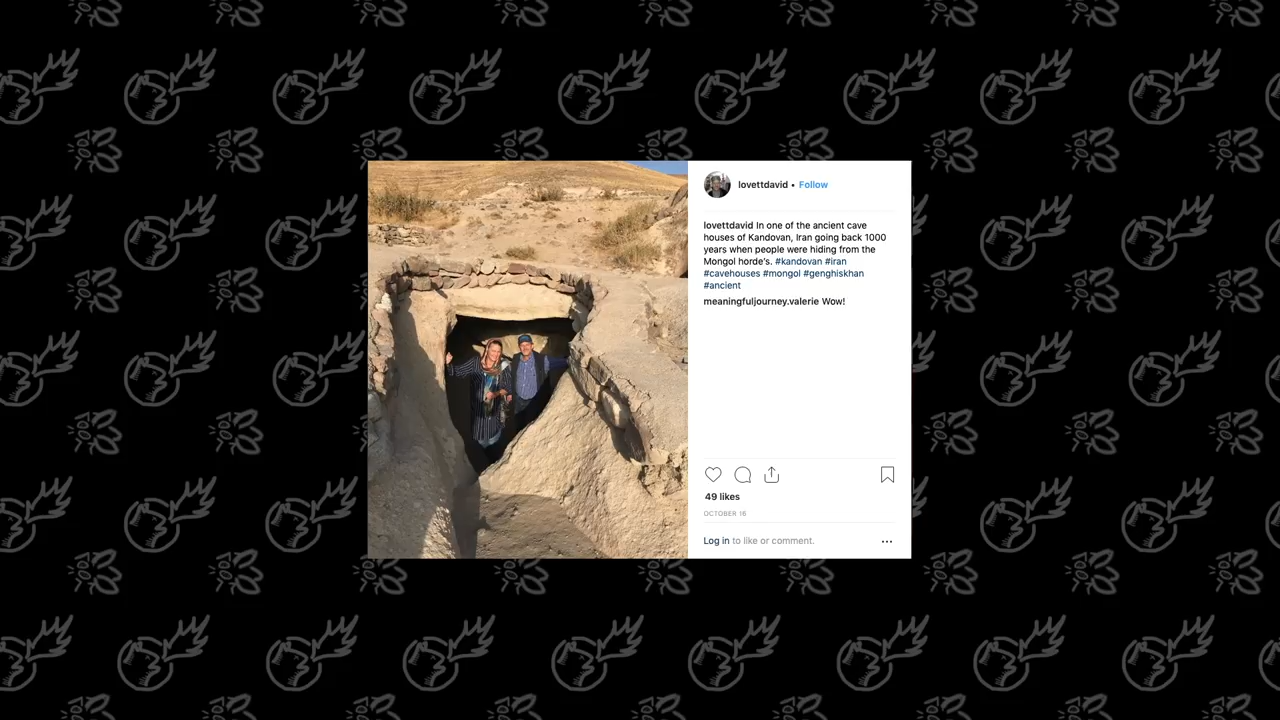 lovettdavid • Follow
lovettdavid In one of the ancient cave
houses of Kandovan, Iran going back 1000
years when people were hiding from the
Mongol horde's. #kandovan #iran
#cavehouses #mongol #genghiskhan
#ancient
meaningfuljourney.valerie Wow!
49 likes
OCTOBER 16
Log in to like or comment.